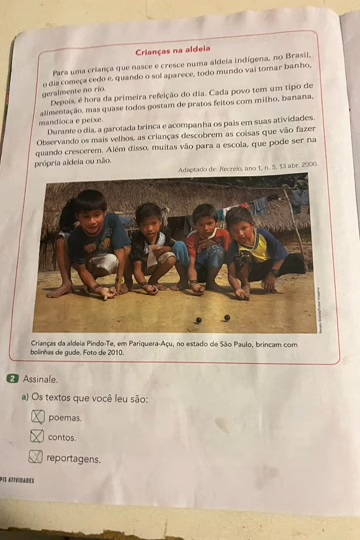 Crianças na aldeia
Para uma criança que nasce e cresce numa aldeia indígena, no Brasil,
o dia começa cedo e, quando o sol aparece, todo mundo vai tomar banho,
geralmente no rio.
Depois, é hora da primeira refeição do dia. Cada povo tem um tipo de
alimentação, mas quase todos gostam de pratos feitos com milho, banana,
mandioca e peixe.
Durante o dia, a garotada brinca e acompanha os pais em suas atividades.
Observando os mais velhos, as crianças descobrem as coisas que vão fazer
quando crescerem. Além disso, muitas vão para a escola, que pode ser na
própria aldeia ou não.
Adaptado de: Recreio, ano 1, n. 5, 13 abr. 2000.
Crianças da aldeia Pindo-Te, em Pariquera-Açu, no estado de São Paulo, brincam com
bolinhas de gude. Foto de 2010.
2 Assinale.
a) Os textos que você leu são:
poemas.
contos.
reportagens.
ATIVIDADES